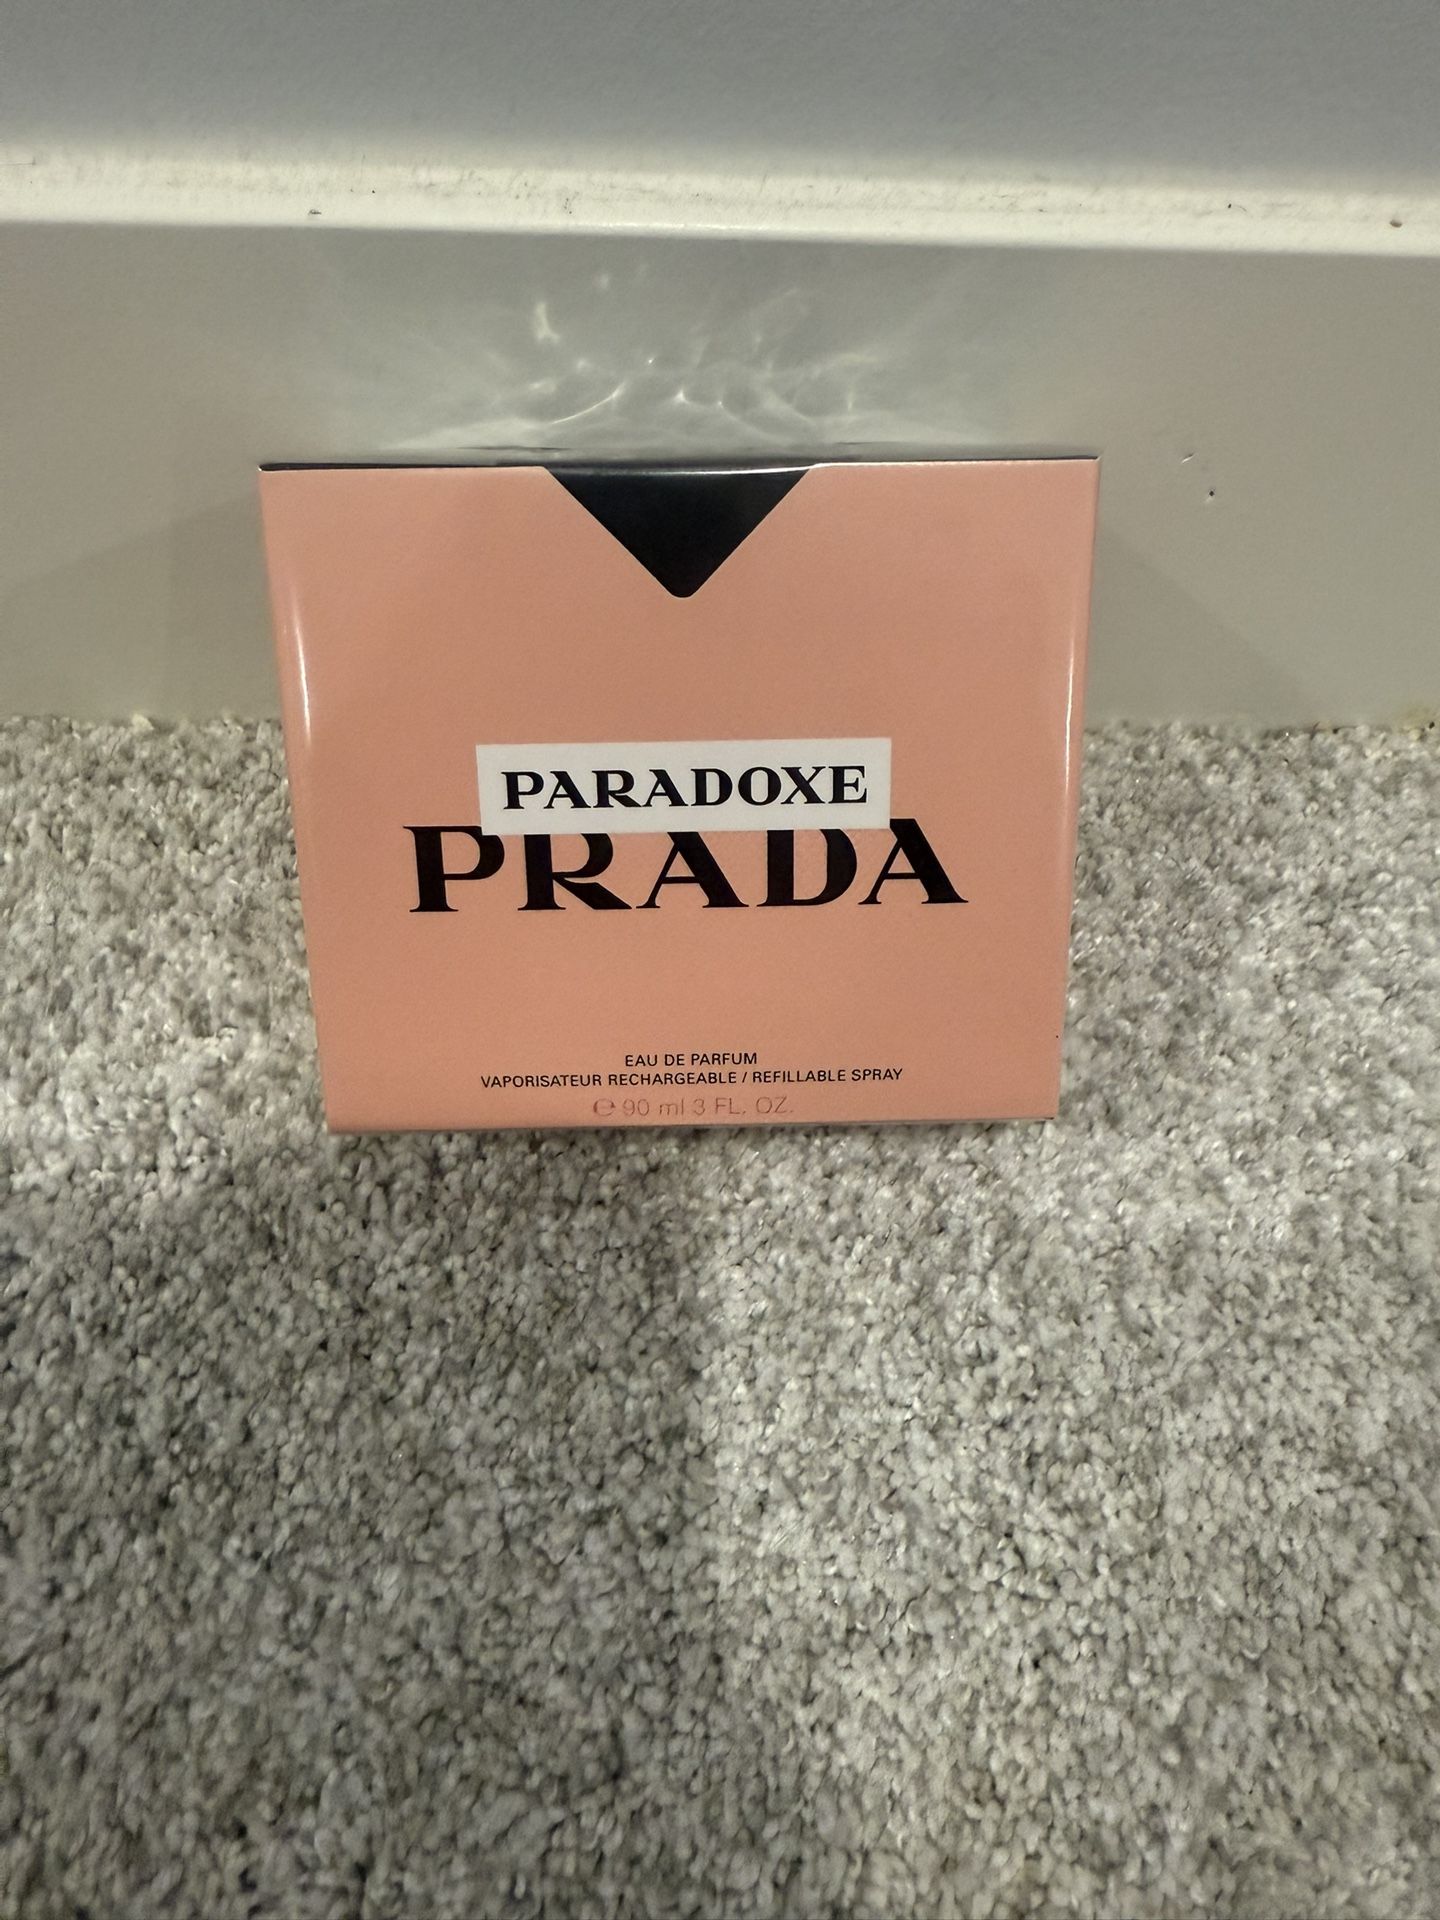 PARADOXE
PRADA
EAU DE PARFUM
VAPORISATEUR RECHARGEABLE / REFILLABLE SPRAY
℮ 90 ml 3 FL. OZ.